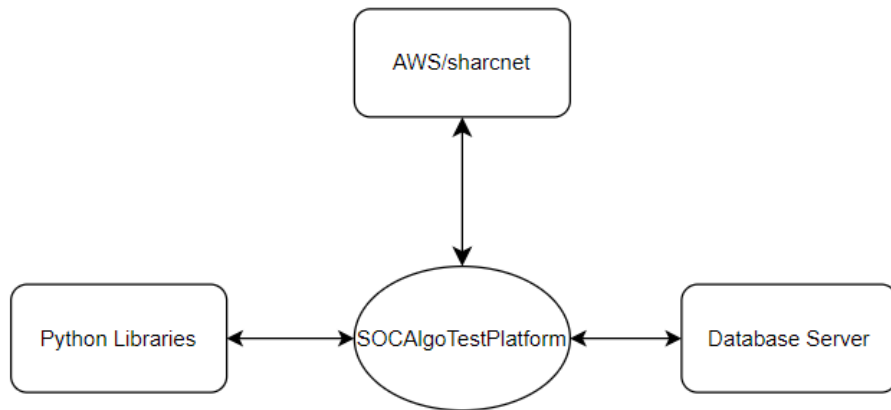 AWS/sharcnet
Python Libraries
SOCAlgoTestPlatform
Database Server